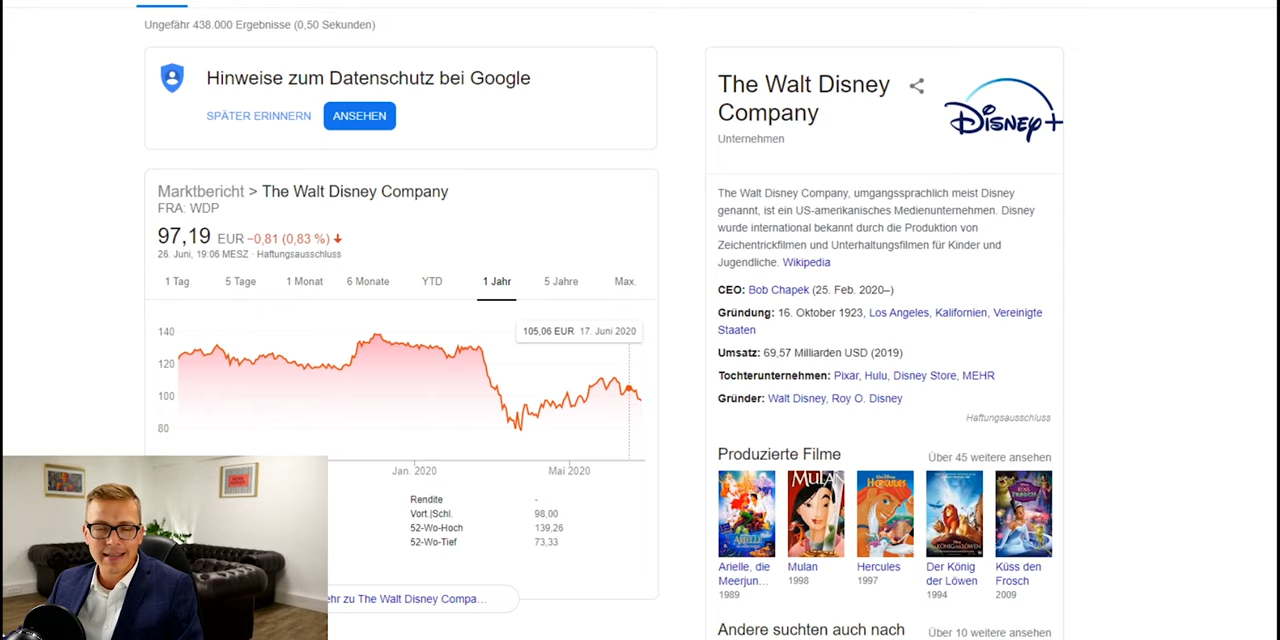 Ungefähr 438.000 Ergebnisse (0,50 Sekunden)
Hinweise zum Datenschutz bei Google
SPÄTER ERINNERN ANSEHEN
Marktbericht > The Walt Disney Company
FRA: WDP
97,19 EUR −0,81 (0,83 %)
26. Juni, 19:06 MESZ · Haftungsausschluss
1 Tag 5 Tage 1 Monat 6 Monate YTD 1 Jahr 5 Jahre Max.
105,06 EUR 17. Juni 2020
140
120
100
80
Jan. 2020 Mai 2020
Rendite -
Vort.|Schl. 98,00
52-Wo-Hoch 139,26
52-Wo-Tief 73,33
ehr zu The Walt Disney Compa…
The Walt Disney
Company
Unternehmen
Disney+
The Walt Disney Company, umgangssprachlich meist Disney
genannt, ist ein US-amerikanisches Medienunternehmen. Disney
wurde international bekannt durch die Produktion von
Zeichentrickfilmen und Unterhaltungsfilmen für Kinder und
Jugendliche. Wikipedia
CEO: Bob Chapek (25. Feb. 2020–)
Gründung: 16. Oktober 1923, Los Angeles, Kalifornien, Vereinigte
Staaten
Umsatz: 69,57 Milliarden USD (2019)
Tochterunternehmen: Pixar, Hulu, Disney Store, MEHR
Gründer: Walt Disney, Roy O. Disney
Haftungsausschluss
Produzierte Filme Über 45 weitere ansehen
ARIELLE
MULAN
HERCULES
Arielle, die
Meerjun...
1989
Mulan
1998
Hercules
1997
Der König
der Löwen
1994
Küss den
Frosch
2009
Andere suchten auch nach Über 10 weitere ansehen